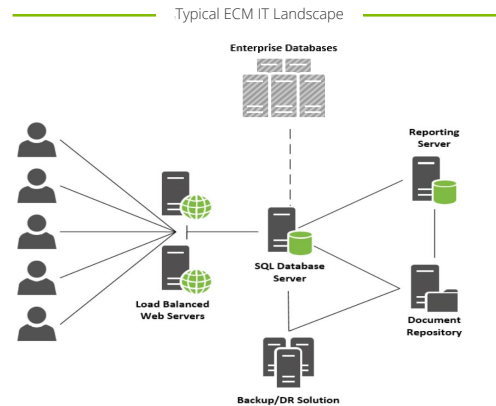 Typical ECM IT Landscape
Enterprise Databases
Reporting
Server
SQL Database
Server
Load Balanced
Web Servers
Document
Repository
Backup/DR Solution